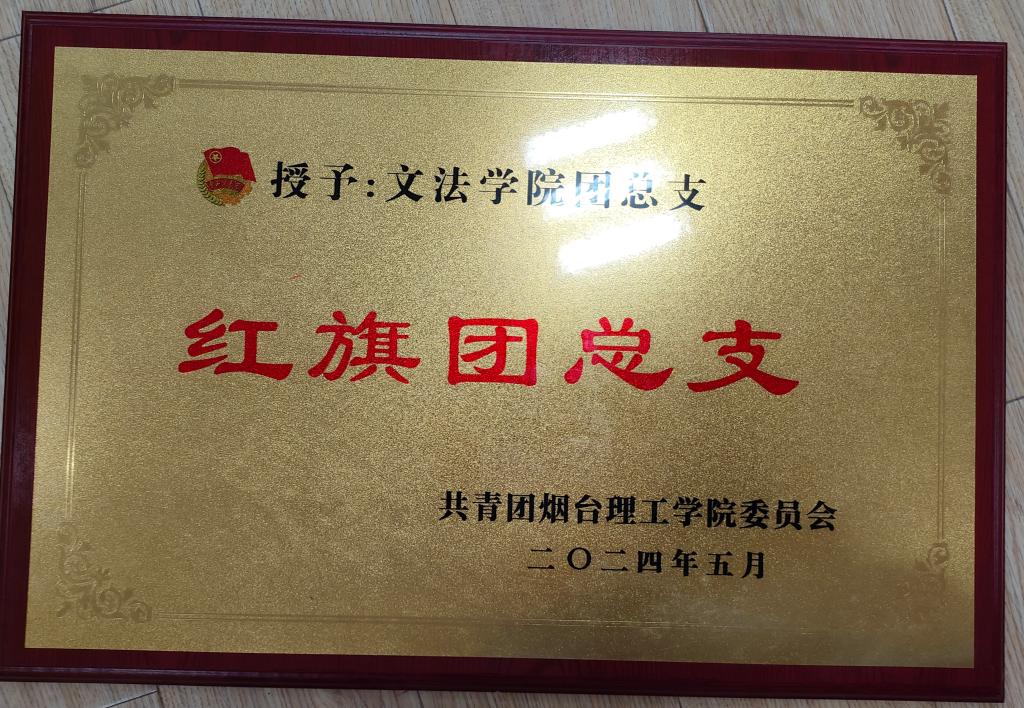 授予:文法学院团总支
红旗团总支
共青团烟台理工学院委员会
二〇二四年五月